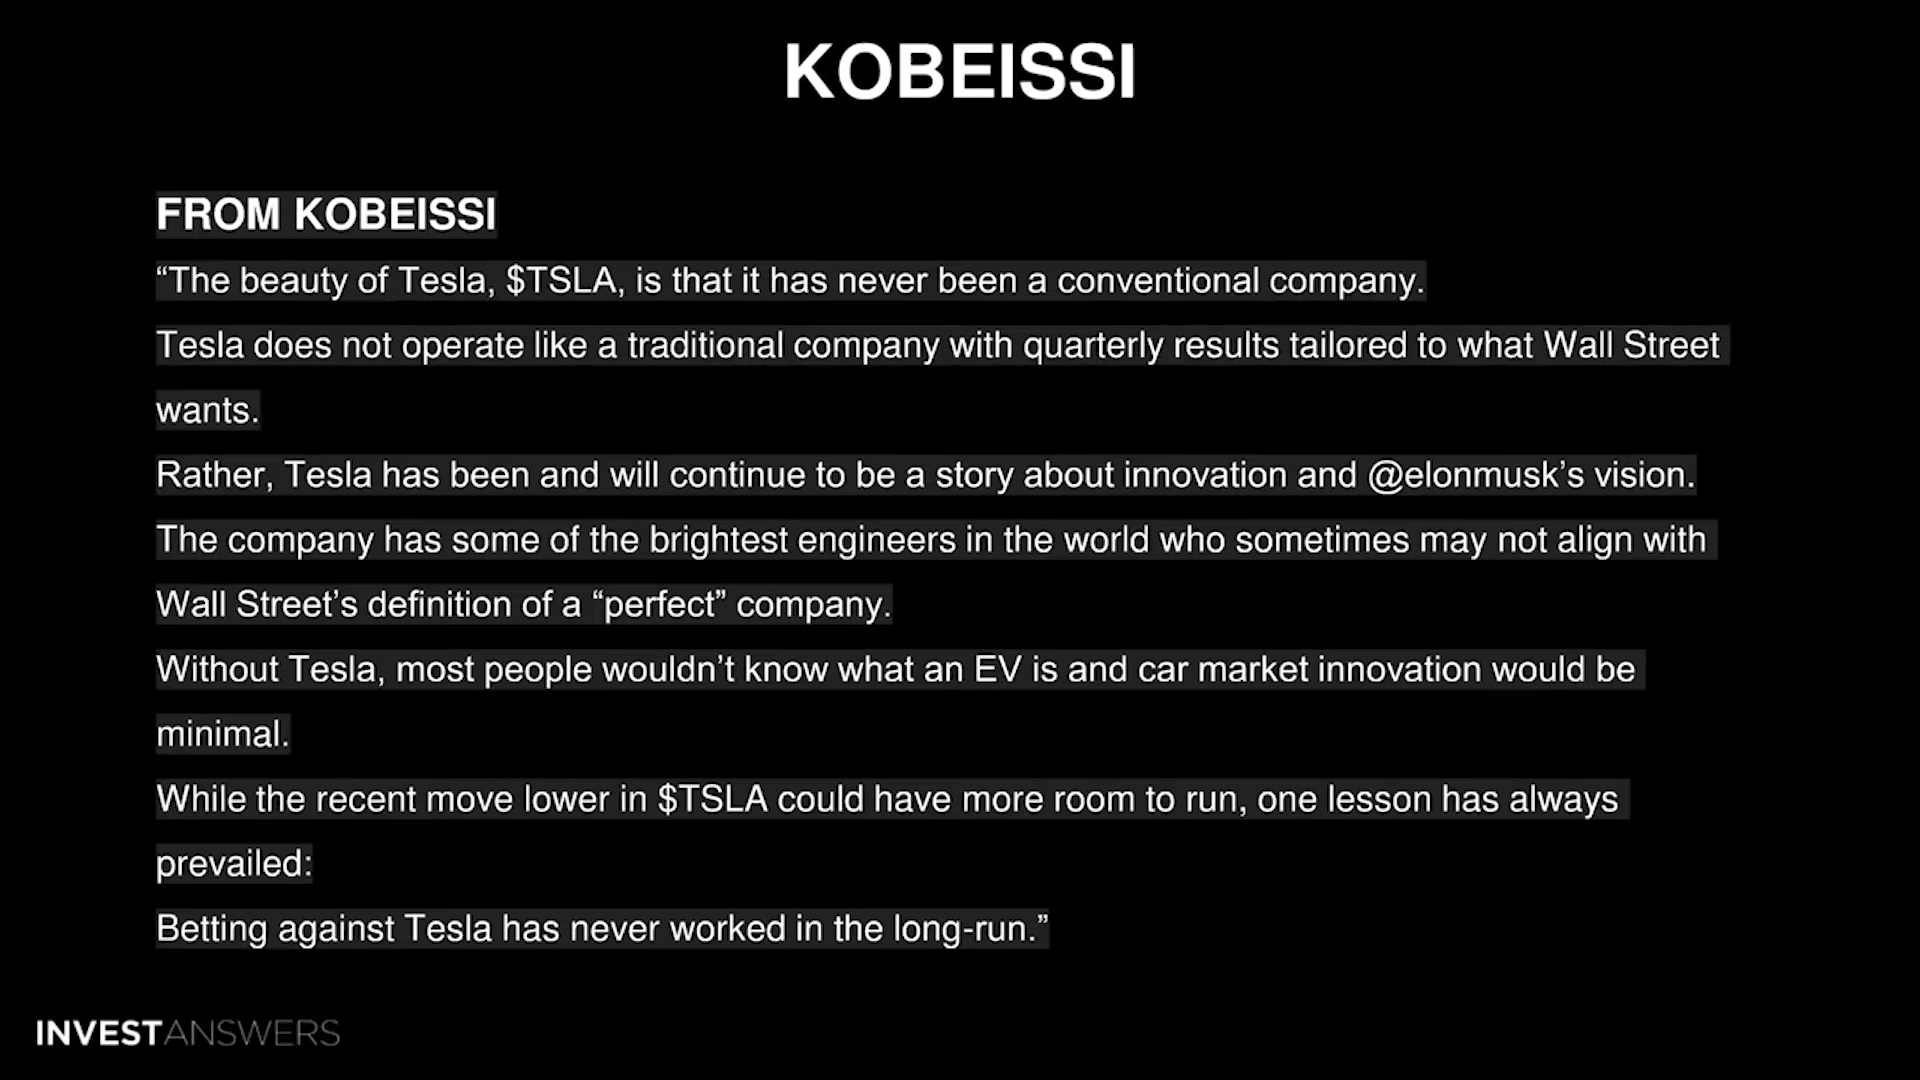 KOBEISSI
FROM KOBEISSI
“The beauty of Tesla, $TSLA, is that it has never been a conventional company.
Tesla does not operate like a traditional company with quarterly results tailored to what Wall Street
wants.
Rather, Tesla has been and will continue to be a story about innovation and @elonmusk’s vision.
The company has some of the brightest engineers in the world who sometimes may not align with
Wall Street’s definition of a “perfect” company.
Without Tesla, most people wouldn’t know what an EV is and car market innovation would be
minimal.
While the recent move lower in $TSLA could have more room to run, one lesson has always
prevailed:
Betting against Tesla has never worked in the long-run.”
INVESTANSWERS